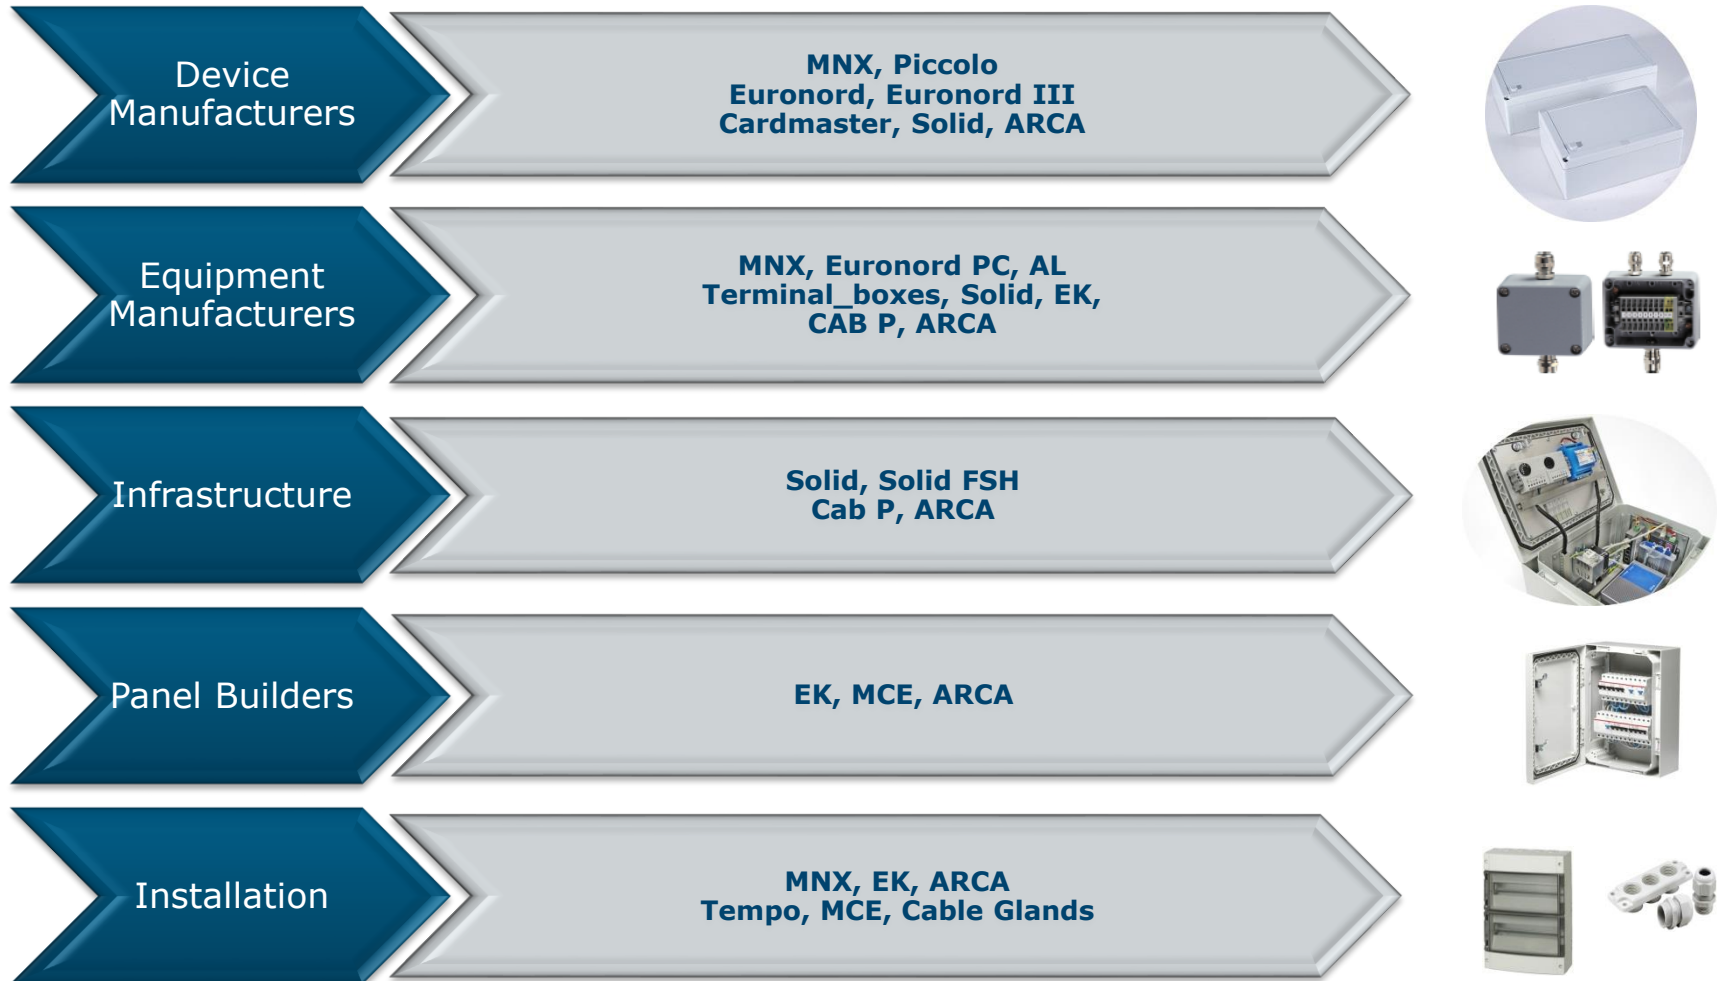 Device
Manufacturers
MNX, Piccolo
Euronord, Euronord III
Cardmaster, Solid, ARCA
Equipment
Manufacturers
MNX, Euronord PC, AL
Terminal_boxes, Solid, EK,
CAB P, ARCA
Infrastructure
Solid, Solid FSH
Cab P, ARCA
Panel Builders
EK, MCE, ARCA
Installation
MNX, EK, ARCA
Tempo, MCE, Cable Glands